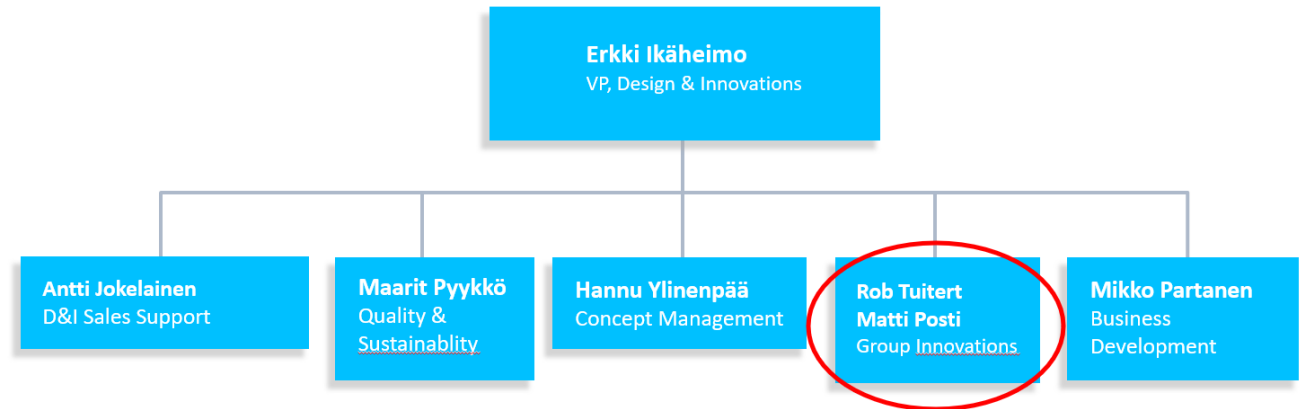 Erkki Ikäheimo
VP, Design & Innovations
Antti Jokelainen
D&I Sales Support
Maarit Pyykkö
Quality &
Sustainablity
Hannu Ylinenpää
Concept Management
Rob Tuitert
Matti Posti
Group Innovations
Mikko Partanen
Business
Development